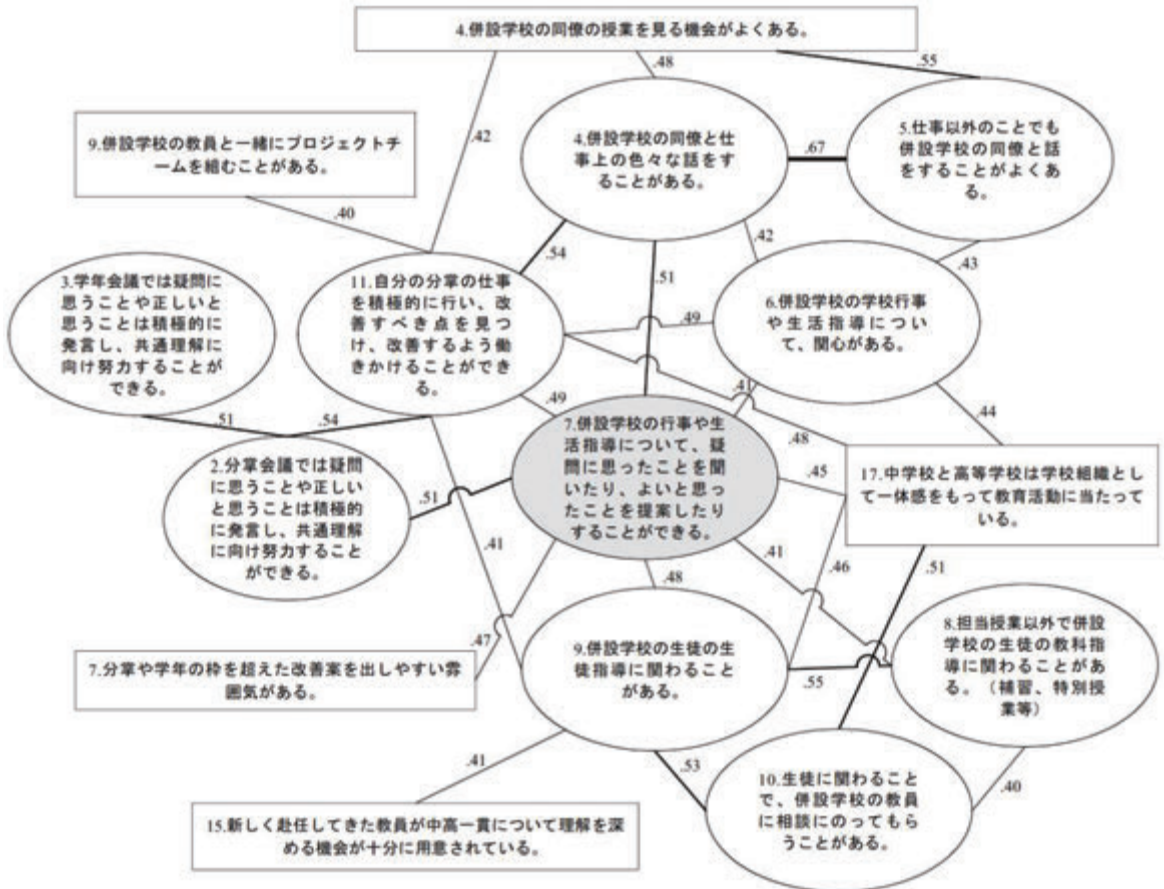 4.併設学校の同僚の授業を見る機会がよくある。
.48
.55
9.併設学校の教員と一緒にプロジェクトチ
ームを組むことがある。
.42
4.併設学校の同僚と仕
事上の色々な話をす
ることがある。
.67
5.仕事以外のことでも
併設学校の同僚と話
をすることがよくあ
る。
.40
.54
.51
.42
.43
3.学年会議では疑問に
思うことや正しいと
思うことは積極的に
発言し、共通理解に
向け努力することが
できる。
11.自分の分掌の仕事
を積極的に行い、改
善すべき点を見つ
け、改善するよう働
きかけることができ
る。
.49
6.併設学校の学校行事
や生活指導につい
て、関心がある。
.41
.49
.44
.51
.54
.48
7.併設学校の行事や生
活指導について、疑
問に思ったことを聞
いたり、よいと思っ
たことを提案したり
することができる。
.45
17.中学校と高等学校は学校組織とし
て一体感をもって教育活動に当たって
いる。
2.分掌会議では疑問
に思うことや正しい
と思うことは積極的
に発言し、共通理解
に向け努力すること
ができる。
.51
.41
.41
.46
.51
.48
.47
7.分掌や学年の枠を超えた改善案を出しやすい雰
囲気がある。
9.併設学校の生徒の生
徒指導に関わること
がある。
.55
8.担当授業以外で併設
学校の生徒の教科指
導に関わることがあ
る。（補習、特別授
業等）
.41
.53
.40
15.新しく赴任してきた教員が中高一貫について理解を深
める機会が十分に用意されている。
10.生徒に関わること
で、併設学校の教員
に相談にのってもら
うことがある。